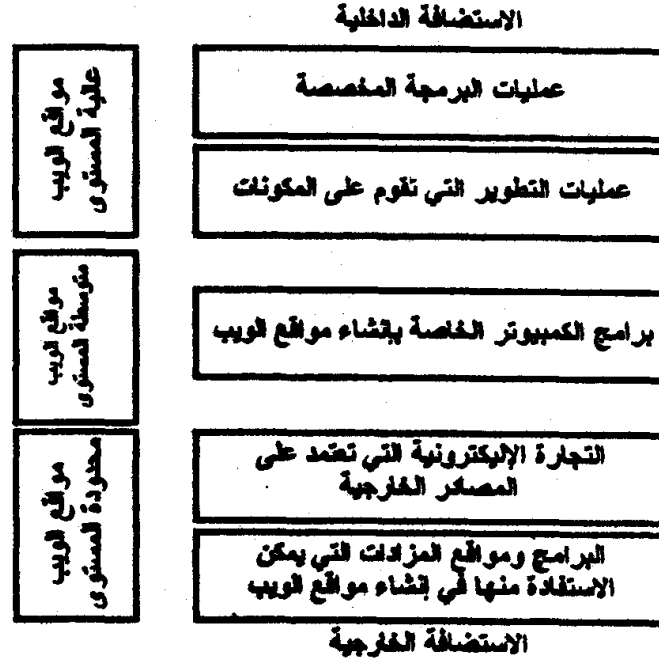 الاستضافة الداخلية
عمليات البرمجة المخصصة
عمليات التطوير التي تقوم على المكونات
مواقع الويب
عالية المستوى
برامج الكمبيوتر الخاصة بإنشاء مواقع الويب
مواقع الويب
متوسطة المستوى
التجارة الإليكترونية التي تعتمد على
المصادر الخارجية
البرامج ومواقع المزادات التي يمكن
الاستفادة منها في إنشاء مواقع الويب
مواقع الويب
محدودة المستوى
الاستضافة الخارجية